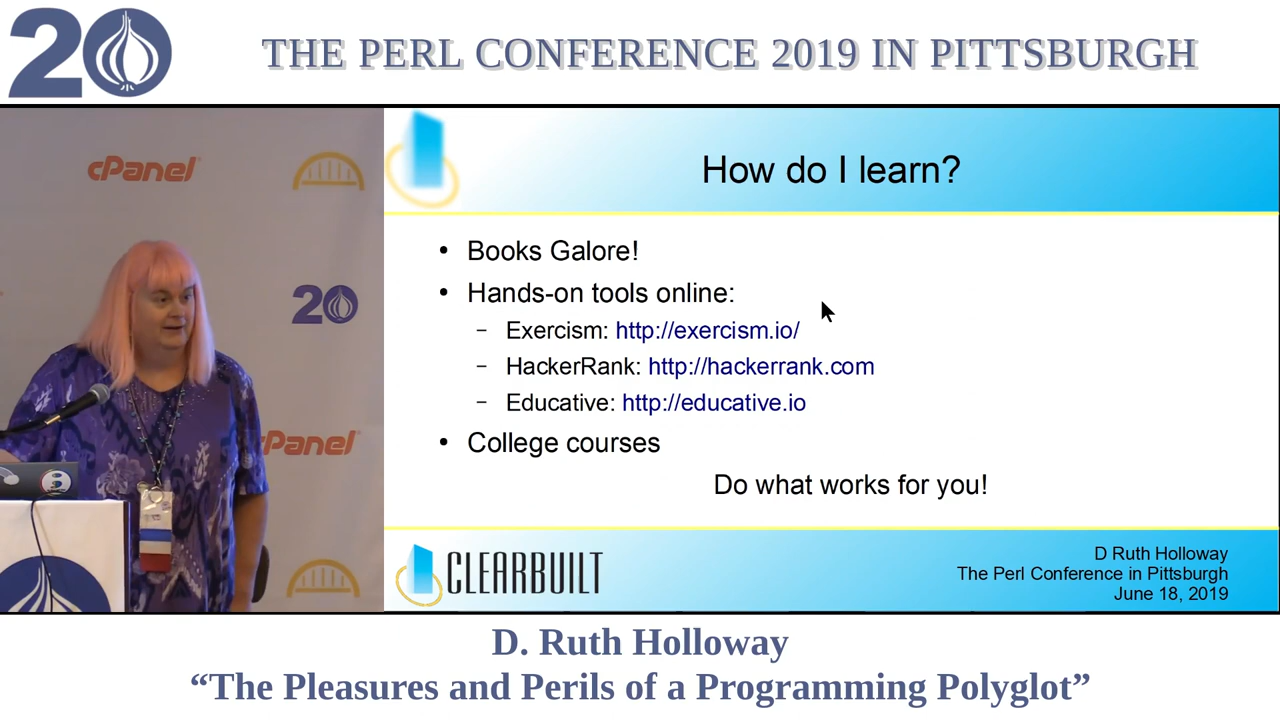 20
THE PERL CONFERENCE 2019 IN PITTSBURGH
cPanel
20
cPanel
How do I learn?
• Books Galore!
• Hands-on tools online:
– Exercism: http://exercism.io/
– HackerRank: http://hackerrank.com
– Educative: http://educative.io
• College courses
Do what works for you!
CLEARBUILT
D Ruth Holloway
The Perl Conference in Pittsburgh
June 18, 2019
D. Ruth Holloway
“The Pleasures and Perils of a Programming Polyglot”